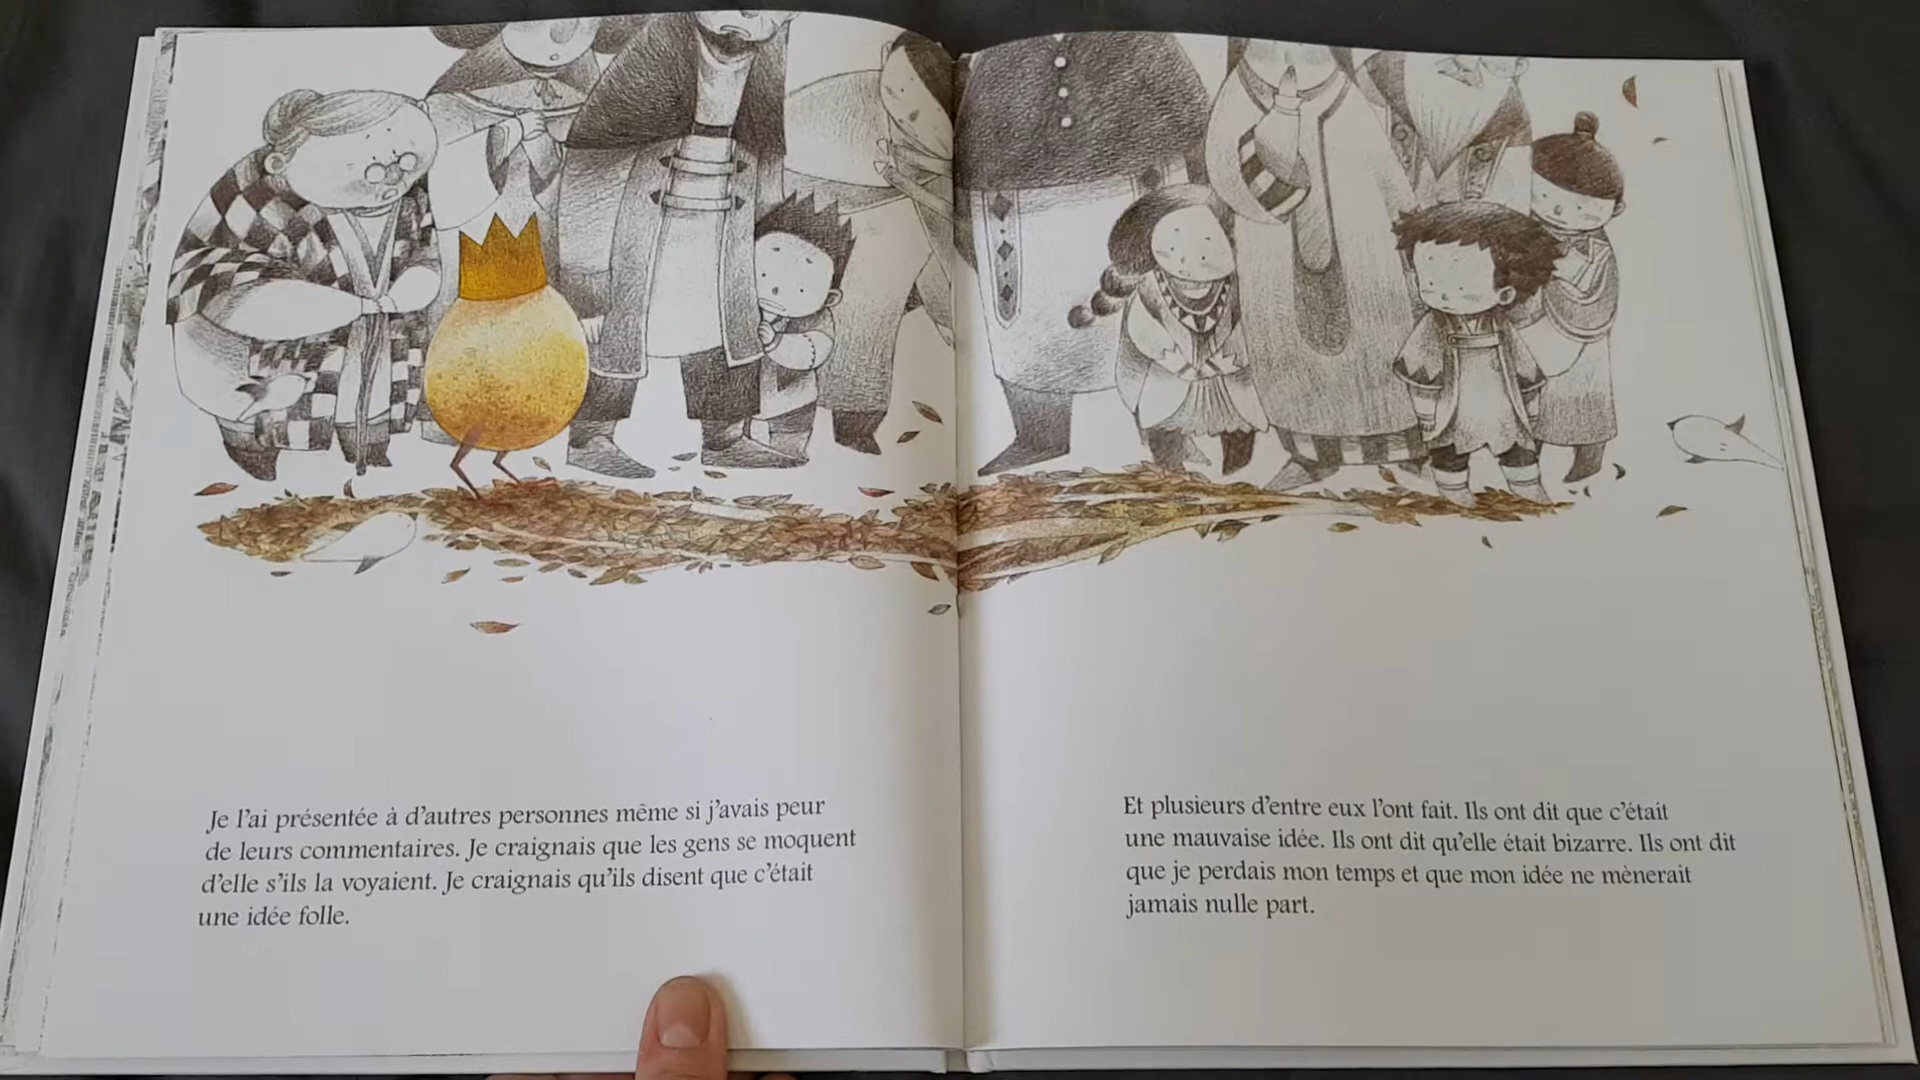 Je l'ai présentée à d'autres personnes même si j'avais peur
de leurs commentaires. Je craignais que les gens se moquent
d'elle s'ils la voyaient. Je craignais qu'ils disent que c'était
une idée folle.
Et plusieurs d'entre eux l'ont fait. Ils ont dit que c'était
une mauvaise idée. Ils ont dit qu'elle était bizarre. Ils ont dit
que je perdais mon temps et que mon idée ne mènerait
jamais nulle part.